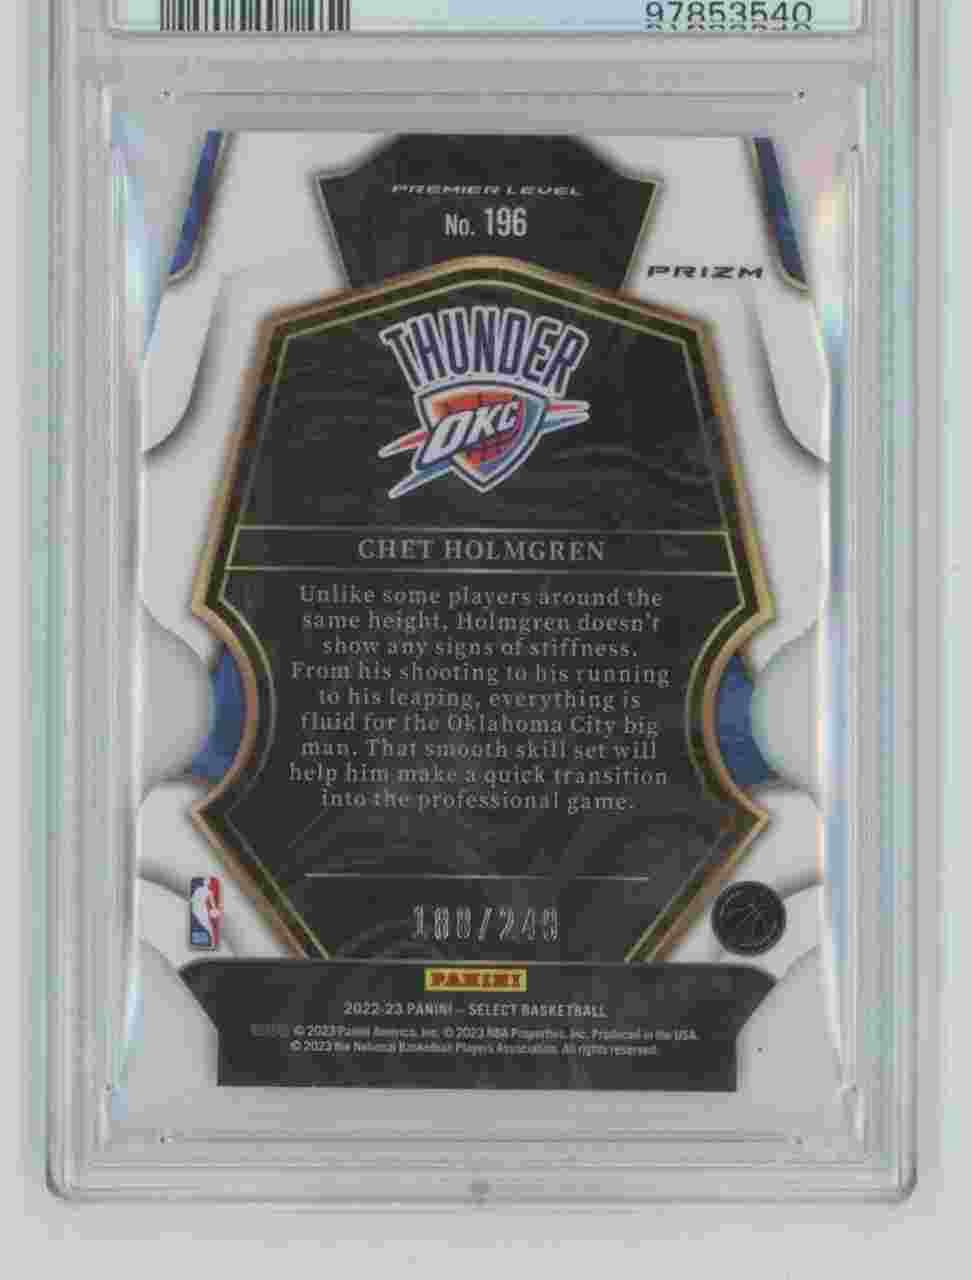 97853540
PREMIER LEVEL
No. 196
PRIZM
THUNDER
OKC
CHET HOLMGREN
Unlike some players around the
same height, Holmgren doesn't
show any signs of stiffness.
From his shooting to his running
to his leaping, everything is
fluid for the Oklahoma City big
man. That smooth skill set will
help him make a quick transition
into the professional game.
188/249
PANINI
2022-23 PANINI – SELECT BASKETBALL
© 2023 Panini America, Inc. © 2023 NBA Properties, Inc. Produced in the USA.
© 2023 the National Basketball Players Association. All rights reserved.